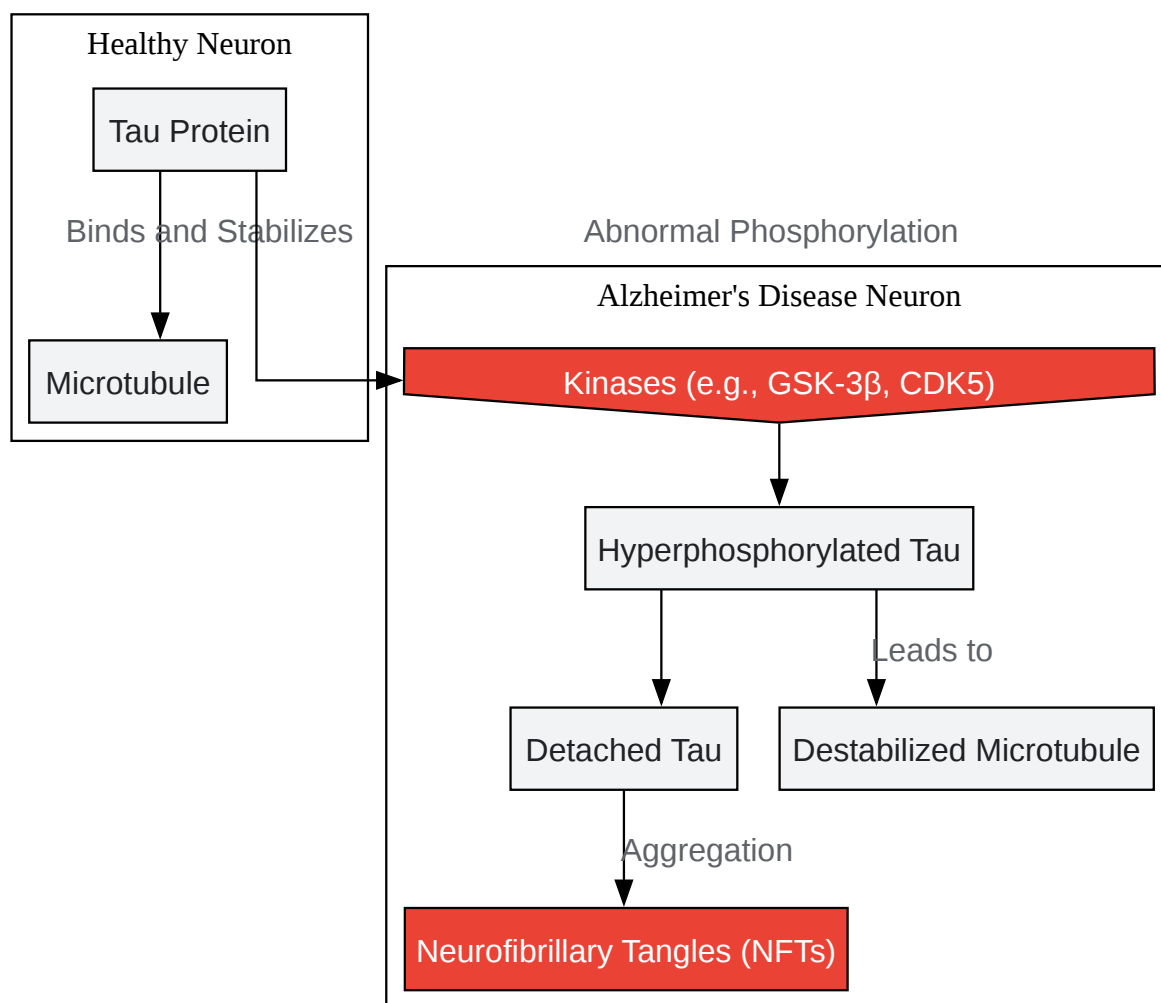 Healthy Neuron
Tau Protein
Binds and Stabilizes
Abnormal Phosphorylation
Microtubule
Alzheimer's Disease Neuron
Kinases (e.g., GSK-3β, CDK5)
Hyperphosphorylated Tau
Leads to
Detached Tau
Destabilized Microtubule
Aggregation
Neurofibrillary Tangles (NFTs)